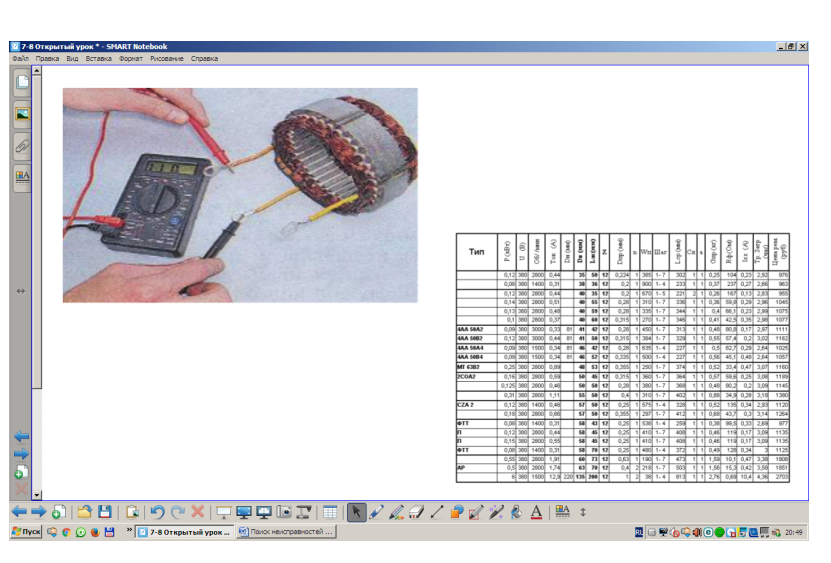 7-8 Открытый урок * - SMART Notebook
Файл Правка Вид Вставка Формат Рисование Справка
Тип P (кВт) U (В) Об/мин Ток (А) Dн (мм) Dв (мм) Lм (мм) N Dпр (мм) n Wп Шаг Lср (мм) Cп a Gпр (кг) Rф (Ом) Iхх (А)
0,12 380 2800 0,44 35 50 12 0,224 1 385 1 - 7 302 1 1 0,25 104 0,23 2,82 976
0,08 380 1400 0,31 38 36 12 0,2 1 900 1 - 4 233 1 1 0,37 237 0,27 2,66 963
0,12 380 2800 0,44 40 35 12 0,2 1 670 1 - 5 221 2 1 0,26 167 0,13 2,83 955
0,14 380 2800 0,51 40 55 12 0,28 1 310 1 - 7 336 1 1 0,36 59,8 0,29 2,96 1045
0,13 380 2800 0,48 40 59 12 0,28 1 335 1 - 7 344 1 1 0,4 66,1 0,23 2,99 1075
0,1 380 2800 0,37 40 60 12 0,315 1 270 1 - 7 346 1 1 0,41 42,5 0,35 2,98 1077
4АА 50А2 0,09 380 3000 0,33 81 41 42 12 0,28 1 450 1 - 7 313 1 1 0,48 80,8 0,17 2,97 1111
4АА 50В2 0,12 380 3000 0,44 81 41 50 12 0,315 1 384 1 - 7 329 1 1 0,55 57,4 0,2 3,02 1162
4АА 50А4 0,09 380 1500 0,34 81 46 42 12 0,28 1 635 1 - 4 227 1 1 0,5 82,7 0,29 2,64 1025
4АА 50В4 0,09 380 1500 0,34 81 46 52 12 0,335 1 500 1 - 4 227 1 1 0,56 45,1 0,48 2,64 1057
МТ 63В2 0,25 380 2800 0,89 48 53 12 0,355 1 250 1 - 7 374 1 1 0,52 33,4 0,47 3,07 1160
2СОА2 0,16 380 2800 0,59 50 45 12 0,315 1 360 1 - 7 364 1 1 0,57 59,6 0,25 3,08 1189
0,125 380 2800 0,46 50 50 12 0,28 1 380 1 - 7 368 1 1 0,48 80,2 0,2 3,09 1145
0,31 380 2800 1,11 55 50 12 0,4 1 310 1 - 7 402 1 1 0,88 34,9 0,28 3,18 1380
CZA 2 0,12 380 1400 0,46 57 50 12 0,25 1 575 1 - 4 328 1 1 0,52 135 0,34 2,93 1120
0,18 380 2800 57 50 12 0,355 1 297 1 - 7 412 1 1 0,68 43,7 0,3 3,14 1264
ФТТ 0,08 380 1400 0,31 58 43 12 0,25 1 538 1 - 4 259 1 1 0,38 99,5 0,33 2,69 977
П 0,12 380 2800 0,44 58 45 12 0,25 1 410 1 - 7 408 1 1 0,46 119 0,17 3,09 1135
П 0,15 380 2800 0,55 58 45 12 0,25 1 410 1 - 7 408 1 1 0,46 119 0,17 3,09 1135
ФТТ 0,08 380 1400 0,31 58 70 12 0,25 1 480 1 - 4 372 1 1 0,49 128 0,34 3 1125
0,55 380 2800 1,91 60 73 12 0,63 1 190 1 - 7 473 1 1 1,59 10,1 0,47 3,38 1808
АР 0,5 380 2800 1,74 63 70 12 0,4 2 218 1 - 7 503 1 1 1,56 15,3 0,42 3,58 1851
6 380 1500 12,9 220 135 200 12 1 2 38 1 - 4 813 1 1 2,76 0,69 10,4 4,36 2703
Пуск
7-8 Открытый урок ...
Поиск неисправностей ...
RL
20:49